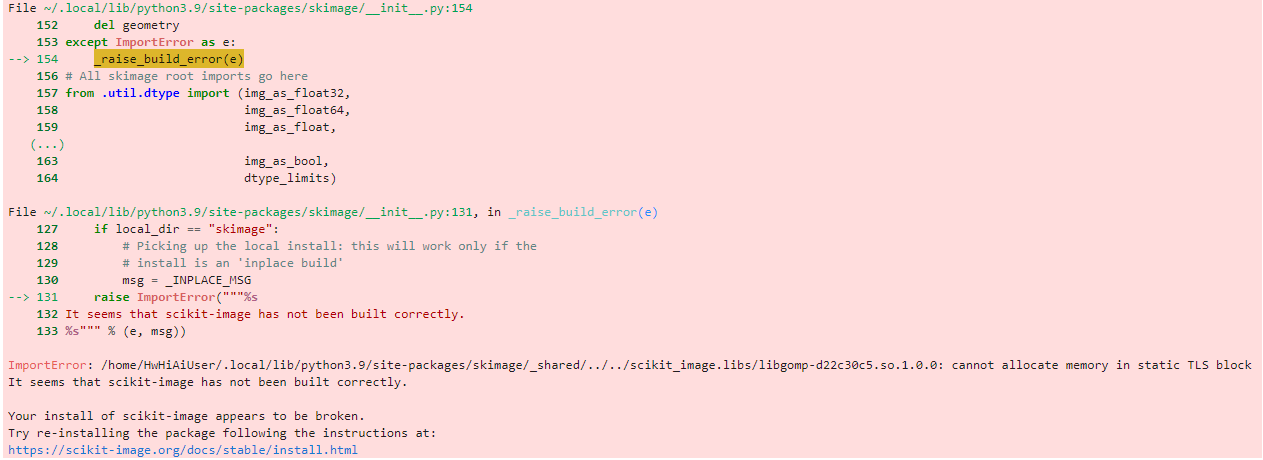 File ~/.local/lib/python3.9/site-packages/skimage/__init__.py:154
    152     del geometry
    153 except ImportError as e:
--> 154     _raise_build_error(e)
    156 # All skimage root imports go here
    157 from .util.dtype import (img_as_float32,
    158                          img_as_float64,
    159                          img_as_float,
   (...)
    163                          img_as_bool,
    164                          dtype_limits)

File ~/.local/lib/python3.9/site-packages/skimage/__init__.py:131, in _raise_build_error(e)
    127     if local_dir == "skimage":
    128         # Picking up the local install: this will work only if the
    129         # install is an 'inplace build'
    130         msg = _INPLACE_MSG
--> 131     raise ImportError("""%s
    132 It seems that scikit-image has not been built correctly.
    133 %s""" % (e, msg))

ImportError: /home/HwHiAiUser/.local/lib/python3.9/site-packages/skimage/_shared/../../scikit_image.libs/libgomp-d22c30c5.so.1.0.0: cannot allocate memory in static TLS block
It seems that scikit-image has not been built correctly.

Your install of scikit-image appears to be broken.
Try re-installing the package following the instructions at:
https://scikit-image.org/docs/stable/install.html